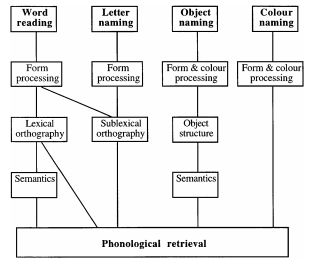 Word
reading
Letter
naming
Object
naming
Colour
naming
Form
processing
Form
processing
Form & colour
processing
Form & colour
processing
Lexical
orthography
Sublexical
orthography
Object
structure
Semantics
Semantics
Phonological retrieval